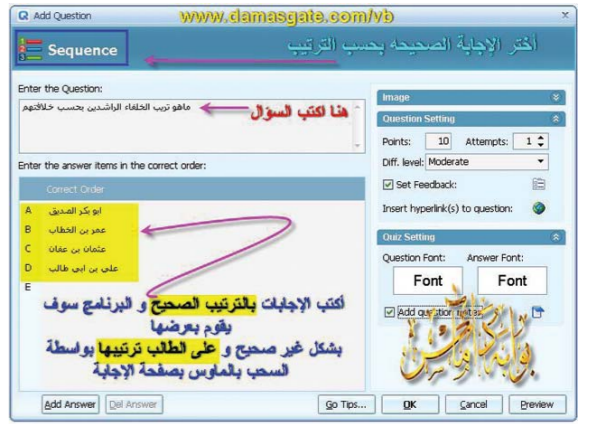 Add Question
www.damasgate.com/vb
Sequence
أختر الإجابة الصحيحه بحسب الترتيب
Enter the Question:
ماهو تريب الخلفاء الراشدين بحسب خلافتهم
هنا اكتب السؤال
Image
Question Setting
Points: 10 Attempts: 1
Diff. level: Moderate
Set Feedback:
Insert hyperlink(s) to question:
Enter the answer items in the correct order:
Correct Order
A ابو بكر الصديق
B عمر بن الخطاب
C عثمان بن عفان
D علي بن ابي طالب
E
أكتب الإجابات بالترتيب الصحيح و البرنامج سوف
يقوم بعرضها
بشكل غير صحيح و على الطالب ترتيبها بواسطة
السحب بالماوس بصفحة الإجابة
Quiz Setting
Question Font: Answer Font:
Font Font
Add question notes
بوابة داماس
Add Answer Del Answer Go Tips... OK Cancel Preview